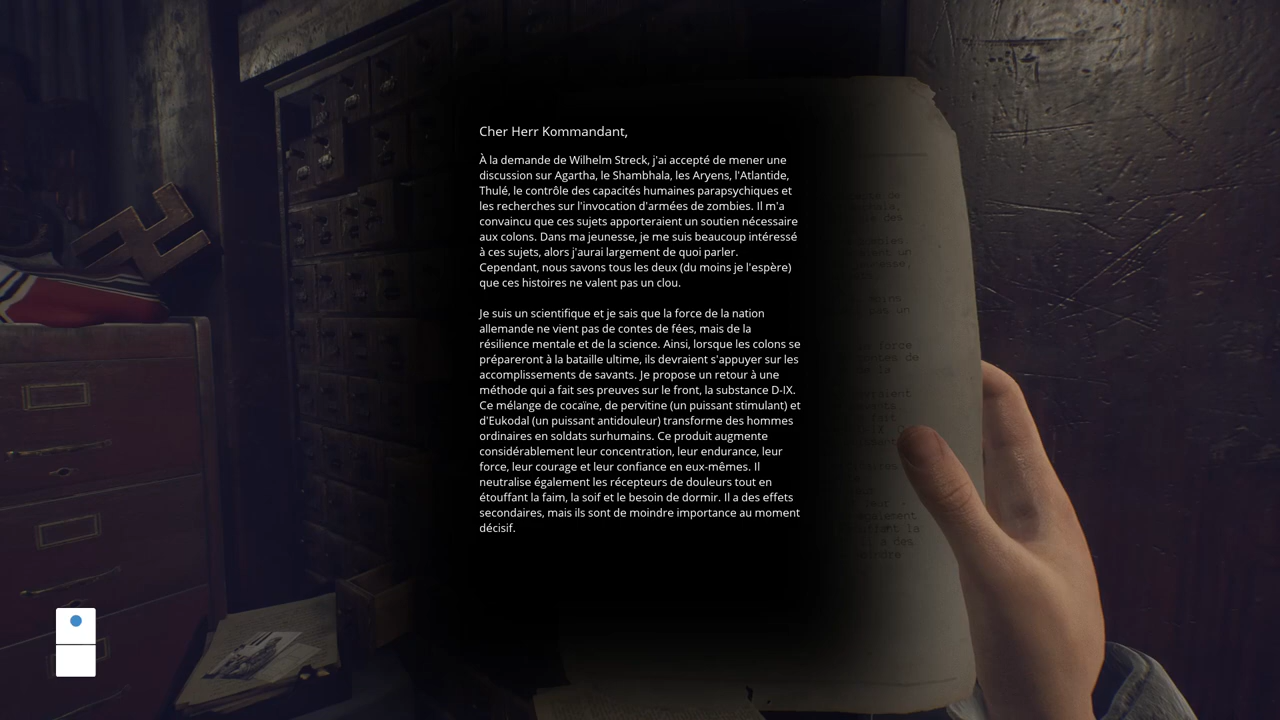 Cher Herr Kommandant,
À la demande de Wilhelm Streck, j'ai accepté de mener une
discussion sur Agartha, le Shambhala, les Aryens, l'Atlantide,
Thulé, le contrôle des capacités humaines parapsychiques et
les recherches sur l'invocation d'armées de zombies. Il m'a
convaincu que ces sujets apporteraient un soutien nécessaire
aux colons. Dans ma jeunesse, je me suis beaucoup intéressé
à ces sujets, alors j'aurai largement de quoi parler.
Cependant, nous savons tous les deux (du moins je l'espère)
que ces histoires ne valent pas un clou.
Je suis un scientifique et je sais que la force de la nation
allemande ne vient pas de contes de fées, mais de la
résilience mentale et de la science. Ainsi, lorsque les colons se
prépareront à la bataille ultime, ils devraient s'appuyer sur les
accomplissements de savants. Je propose un retour à une
méthode qui a fait ses preuves sur le front, la substance D-IX.
Ce mélange de cocaïne, de pervitine (un puissant stimulant) et
d'Eukodal (un puissant antidouleur) transforme des hommes
ordinaires en soldats surhumains. Ce produit augmente
considérablement leur concentration, leur endurance, leur
force, leur courage et leur confiance en eux-mêmes. Il
neutralise également les récepteurs de douleurs tout en
étouffant la faim, la soif et le besoin de dormir. Il a des effets
secondaires, mais ils sont de moindre importance au moment
décisif.